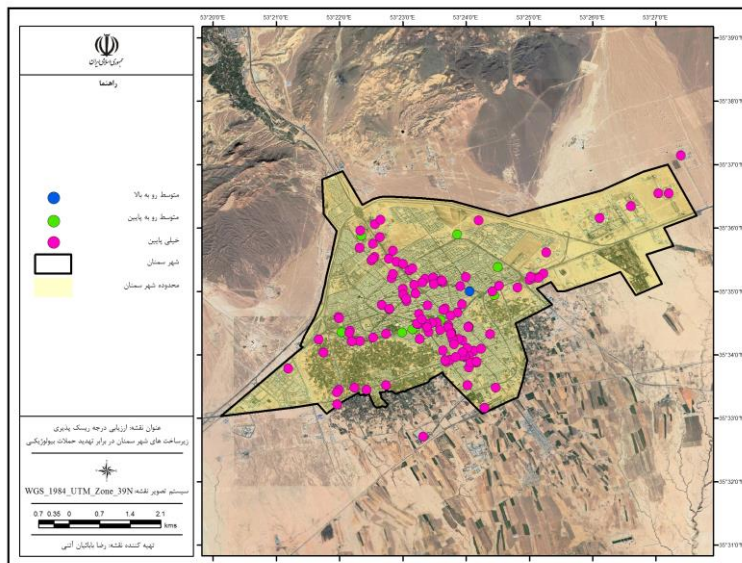 53°20'0"E 53°21'0"E 53°22'0"E 53°23'0"E 53°24'0"E 53°25'0"E 53°26'0"E 53°27'0"E
جمهوری اسلامی ایران
راهنما
متوسط رو به بالا
متوسط رو به پایین
خیلی پایین
شهر سمنان
محدوده شهر سمنان
عنوان نقشه: ارزیابی درجه ریسک پذیری
زیرساخت های شهر سمنان در برابر تهدید حملات بیولوژیکی
سیستم تصویر نقشه: WGS_1984_UTM_Zone_39N
0.7 0.35 0 0.7 1.4 2.1
kms
تهیه کننده نقشه: رضا بابائیان آتنی
35°39'0"N
35°38'0"N
35°37'0"N
35°36'0"N
35°35'0"N
35°34'0"N
35°33'0"N
35°32'0"N
35°31'0"N